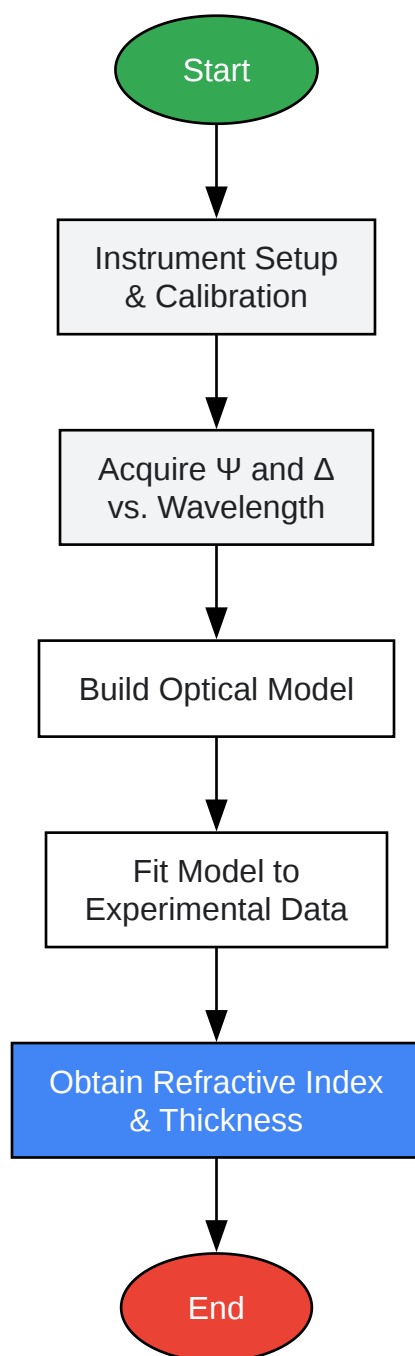 Start
Instrument Setup
& Calibration
Acquire Ψ and Δ
vs. Wavelength
Build Optical Model
Fit Model to
Experimental Data
Obtain Refractive Index
& Thickness
End